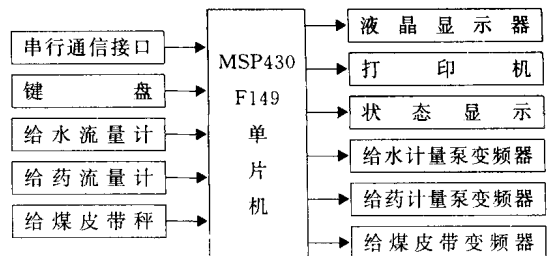 串行通信接口
键盘
给水流量计
给药流量计
给煤皮带秤
MSP430
F149
单
片
机
液晶显示器
打印机
状态显示
给水计量泵变频器
给药计量泵变频器
给煤皮带变频器